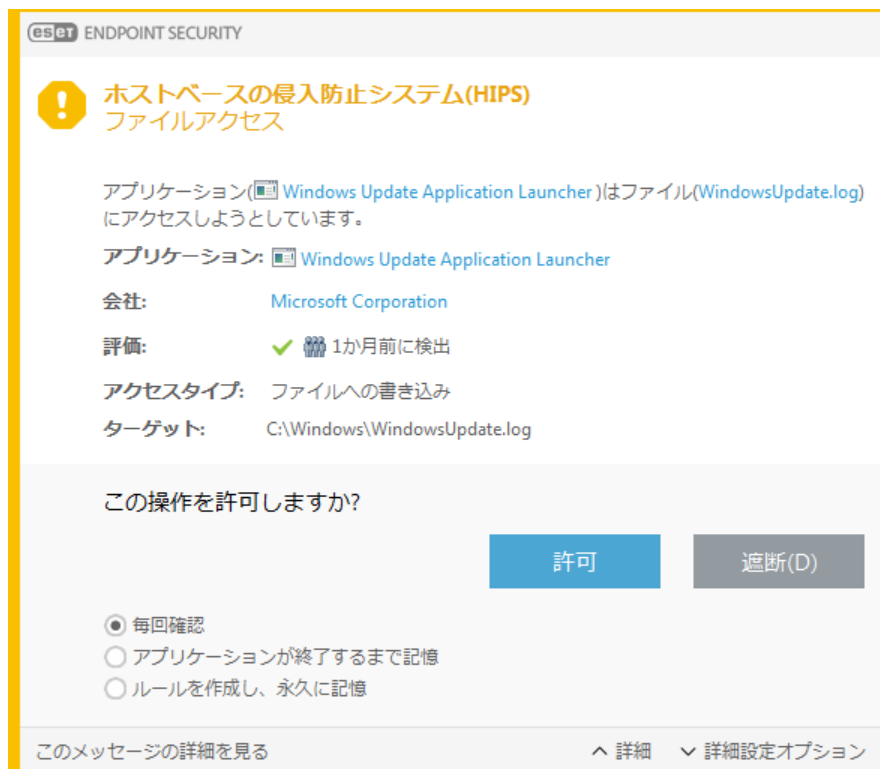 eset ENDPOINT SECURITY
ホストベースの侵入防止システム(HIPS)
ファイルアクセス
アプリケーション( Windows Update Application Launcher )はファイル(WindowsUpdate.log)
にアクセスしようとしています。
アプリケーション: Windows Update Application Launcher
会社: Microsoft Corporation
評価: 1か月前に検出
アクセスタイプ: ファイルへの書き込み
ターゲット: C:\Windows\WindowsUpdate.log
この操作を許可しますか?
許可 遮断(D)
毎回確認
アプリケーションが終了するまで記憶
ルールを作成し、永久に記憶
このメッセージの詳細を見る 詳細 詳細設定オプション